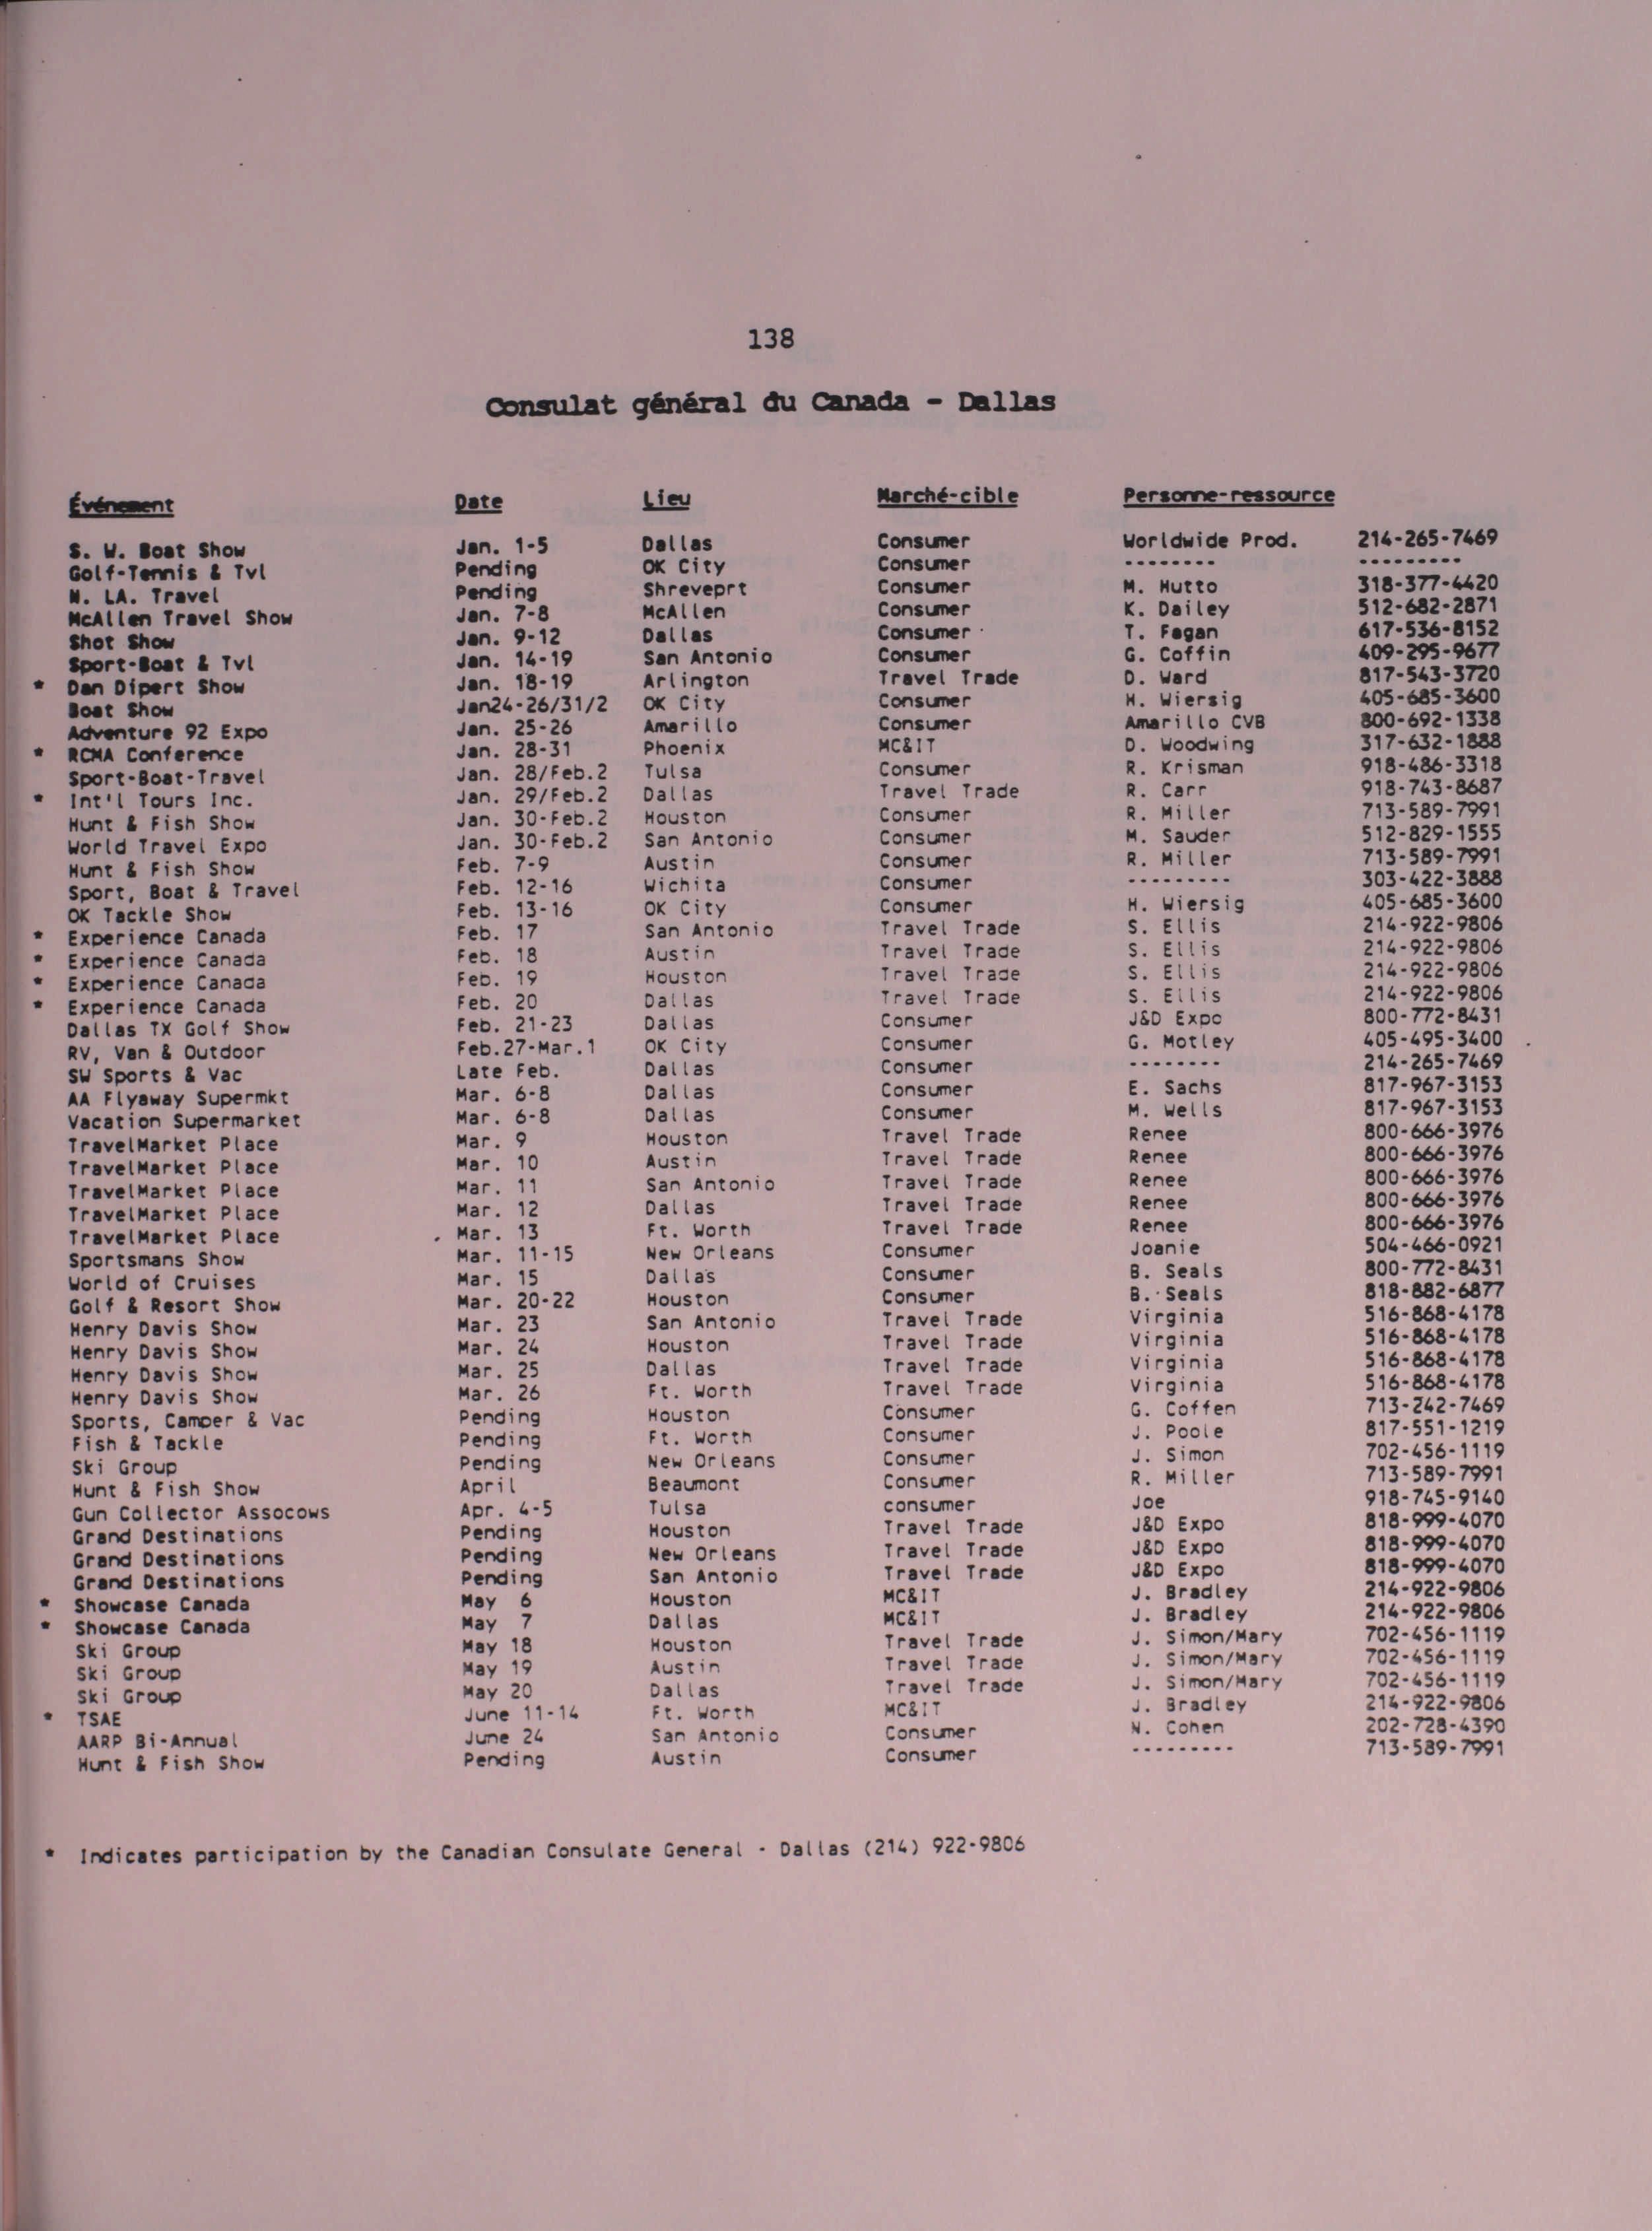 138
Consulat général du Canada - Dallas
Événement Date Lieu Marché-cible Personne-ressource
S. W. Boat Show Jan. 1-5 Dallas Consumer Worldwide Prod. 214-265-7469
Golf-Tennis & Tvl Pending OK City Consumer -------- ---------
N. LA. Travel Pending Shreveprt Consumer M. Hutto 318-377-4420
McAllen Travel Show Jan. 7-8 McAllen Consumer K. Dailey 512-682-2871
Shot Show Jan. 9-12 Dallas Consumer T. Fagan 617-536-8152
Sport-Boat & Tvl Jan. 14-19 San Antonio Consumer G. Coffin 409-295-9677
* Dan Dipert Show Jan. 18-19 Arlington Travel Trade D. Ward 817-543-3720
Boat Show Jan24-26/31/2 OK City Consumer H. Wiersig 405-685-3600
Adventure 92 Expo Jan. 25-26 Amarillo Consumer Amarillo CVB 800-692-1338
* RCMA Conference Jan. 28-31 Phoenix MC&IT D. Woodwing 317-632-1888
Sport-Boat-Travel Jan. 28/Feb.2 Tulsa Consumer R. Krisman 918-486-3318
* Int'l Tours Inc. Jan. 29/Feb.2 Dallas Travel Trade R. Carr 918-743-8687
Hunt & Fish Show Jan. 30-Feb.2 Houston Consumer R. Miller 713-589-7991
World Travel Expo Jan. 30-Feb.2 San Antonio Consumer M. Sauder 512-829-1555
Hunt & Fish Show Feb. 7-9 Austin Consumer R. Miller 713-589-7991
Sport, Boat & Travel Feb. 12-16 Wichita Consumer --------- 303-422-3888
OK Tackle Show Feb. 13-16 OK City Consumer H. Wiersig 405-685-3600
* Experience Canada Feb. 17 San Antonio Travel Trade S. Ellis 214-922-9806
* Experience Canada Feb. 18 Austin Travel Trade S. Ellis 214-922-9806
* Experience Canada Feb. 19 Houston Travel Trade S. Ellis 214-922-9806
* Experience Canada Feb. 20 Dallas Travel Trade S. Ellis 214-922-9806
Dallas TX Golf Show Feb. 21-23 Dallas Consumer J&D Expo 800-772-8431
RV, Van & Outdoor Feb.27-Mar.1 OK City Consumer G. Motley 405-495-3400
SW Sports & Vac Late Feb. Dallas Consumer -------- 214-265-7469
AA Flyaway Supermkt Mar. 6-8 Dallas Consumer E. Sachs 817-967-3153
Vacation Supermarket Mar. 6-8 Dallas Consumer M. Wells 817-967-3153
TravelMarket Place Mar. 9 Houston Travel Trade Renee 800-666-3976
TravelMarket Place Mar. 10 Austin Travel Trade Renee 800-666-3976
TravelMarket Place Mar. 11 San Antonio Travel Trade Renee 800-666-3976
TravelMarket Place Mar. 12 Dallas Travel Trade Renee 800-666-3976
TravelMarket Place Mar. 13 Ft. Worth Travel Trade Renee 800-666-3976
Sportsmans Show Mar. 11-15 New Orleans Consumer Joanie 504-466-0921
World of Cruises Mar. 15 Dallas Consumer B. Seals 800-772-8431
Golf & Resort Show Mar. 20-22 Houston Consumer B. Seals 818-882-6877
Henry Davis Show Mar. 23 San Antonio Travel Trade Virginia 516-868-4178
Henry Davis Show Mar. 24 Houston Travel Trade Virginia 516-868-4178
Henry Davis Show Mar. 25 Dallas Travel Trade Virginia 516-868-4178
Henry Davis Show Mar. 26 Ft. Worth Travel Trade Virginia 516-868-4178
Sports, Camper & Vac Pending Houston Consumer G. Coffen 713-242-7469
Fish & Tackle Pending Ft. Worth Consumer J. Poole 817-551-1219
Ski Group Pending New Orleans Consumer J. Simon 702-456-1119
Hunt & Fish Show April Beaumont Consumer R. Miller 713-589-7991
Gun Collector Assocows Apr. 4-5 Tulsa consumer Joe 918-745-9140
Grand Destinations Pending Houston Travel Trade J&D Expo 818-999-4070
Grand Destinations Pending New Orleans Travel Trade J&D Expo 818-999-4070
Grand Destinations Pending San Antonio Travel Trade J&D Expo 818-999-4070
* Showcase Canada May 6 Houston MC&IT J. Bradley 214-922-9806
* Showcase Canada May 7 Dallas MC&IT J. Bradley 214-922-9806
Ski Group May 18 Houston Travel Trade J. Simon/Mary 702-456-1119
Ski Group May 19 Austin Travel Trade J. Simon/Mary 702-456-1119
Ski Group May 20 Dallas Travel Trade J. Simon/Mary 702-456-1119
* TSAE June 11-14 Ft. Worth MC&IT J. Bradley 214-922-9806
AARP Bi-Annual June 24 San Antonio Consumer N. Cohen 202-728-4390
Hunt & Fish Show Pending Austin Consumer --------- 713-589-7991
* Indicates participation by the Canadian Consulate General - Dallas (214) 922-9806